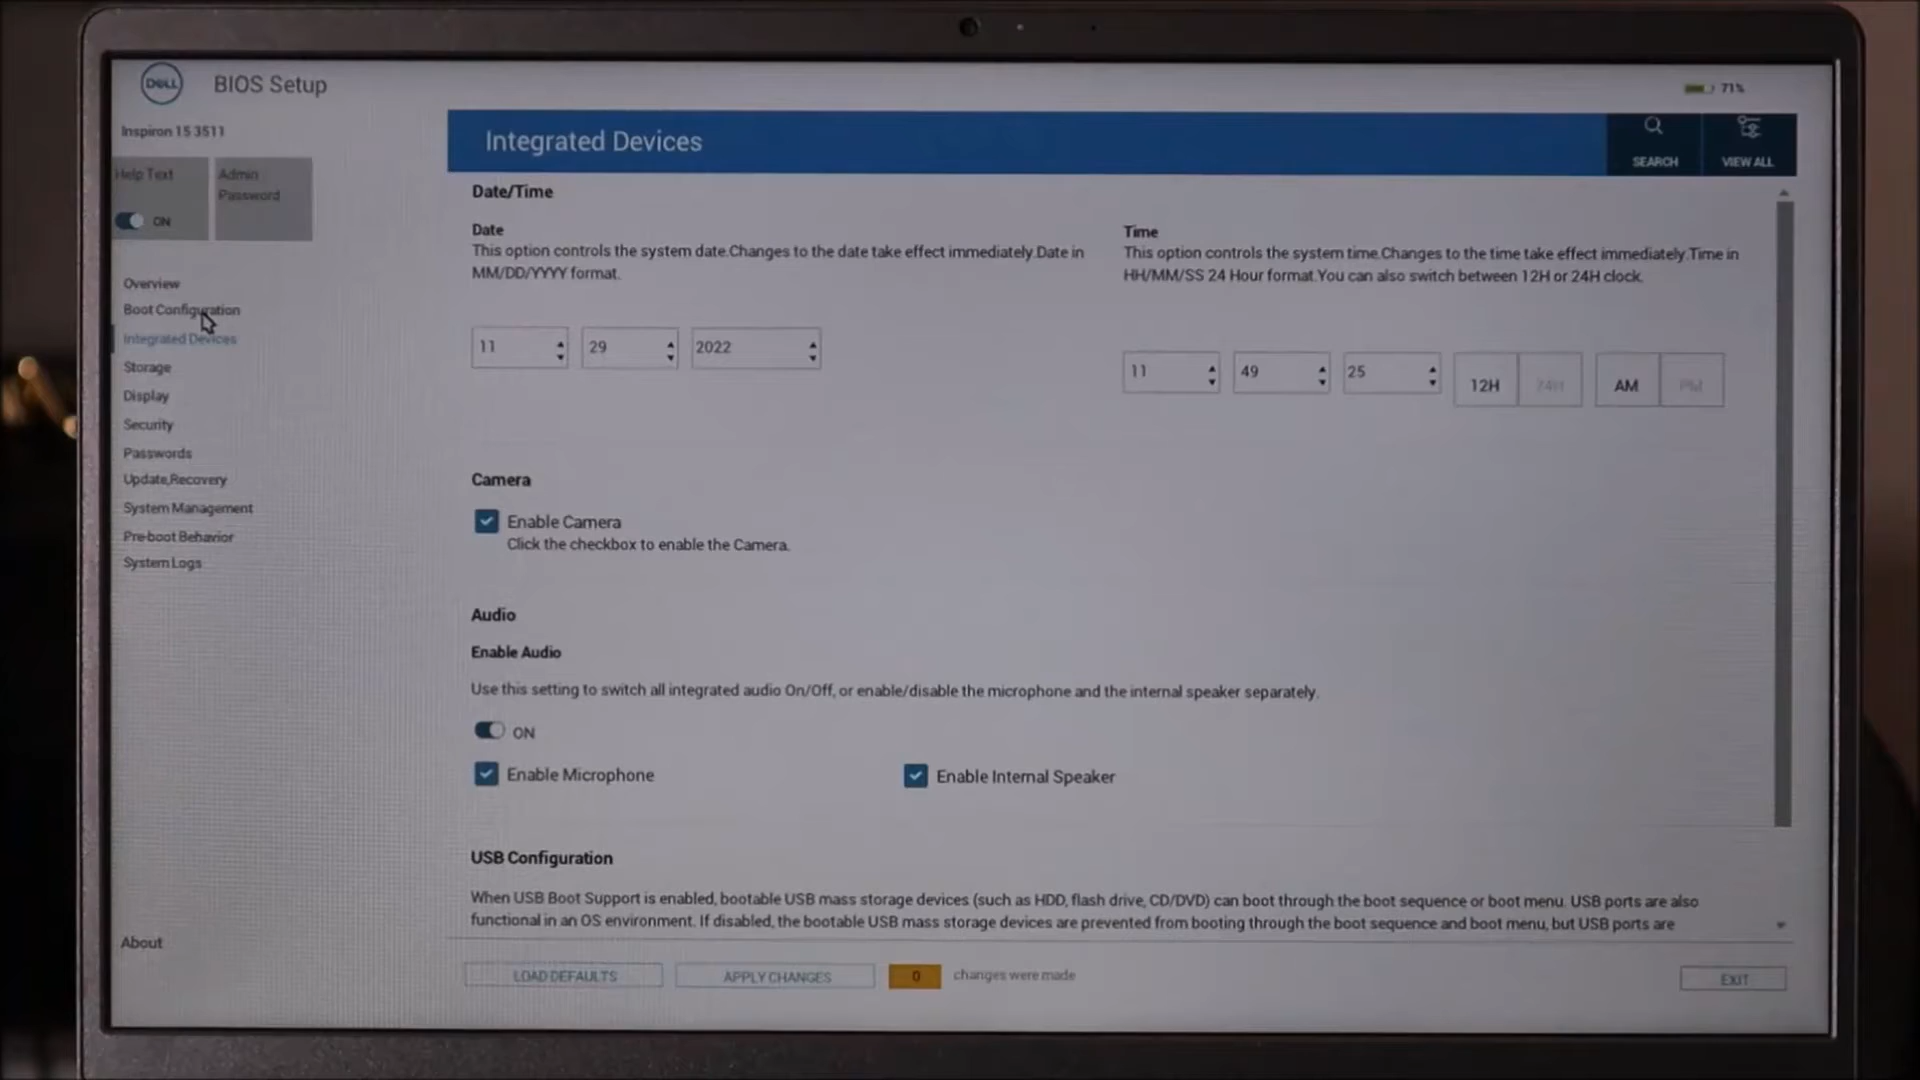 DELL
BIOS Setup
71%
Inspiron 15 3511
Help Text
ON
Admin
Password
Overview
Boot Configuration
Integrated Devices
Storage
Display
Security
Passwords
Update,Recovery
System Management
Pre-boot Behavior
System Logs
About
Integrated Devices
SEARCH
VIEW ALL
Date/Time
Date
This option controls the system date.Changes to the date take effect immediately.Date in
MM/DD/YYYY format.
11
29
2022
Time
This option controls the system time.Changes to the time take effect immediately.Time in
HH/MM/SS 24 Hour format.You can also switch between 12H or 24H clock.
11
49
25
12H
24H
AM
PM
Camera
Enable Camera
Click the checkbox to enable the Camera.
Audio
Enable Audio
Use this setting to switch all integrated audio On/Off, or enable/disable the microphone and the internal speaker separately.
ON
Enable Microphone
Enable Internal Speaker
USB Configuration
When USB Boot Support is enabled, bootable USB mass storage devices (such as HDD, flash drive, CD/DVD) can boot through the boot sequence or boot menu. USB ports are also
functional in an OS environment. If disabled, the bootable USB mass storage devices are prevented from booting through the boot sequence and boot menu, but USB ports are
LOAD DEFAULTS
APPLY CHANGES
0
changes were made
EXIT